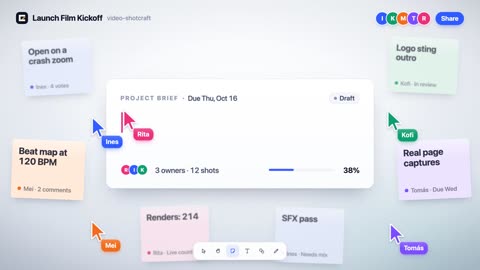 Launch Film Kickoff video-shotcraft
I K M T R Share
Open on a
crash zoom
Ines · 4 votes
Logo sting
outro
Kofi · In review
PROJECT BRIEF · Due Thu, Oct 16 Draft
Rita
Ines
Kofi
R I K 3 owners · 12 shots 38%
Beat map at
120 BPM
Mei · 2 comments
Real page
captures
Tomás · Due Wed
Renders: 214
Rita · Live count
SFX pass
Ines · Needs mix
Mei
Tomás
T